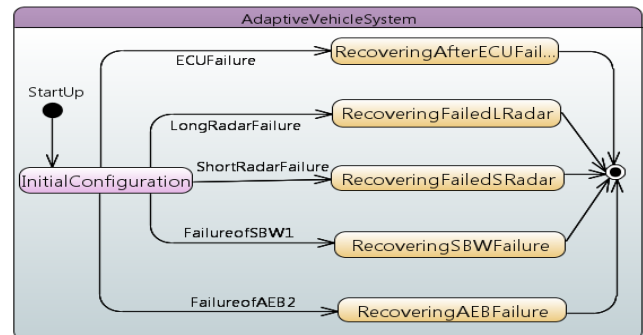 AdaptiveVehicleSystem
RecoveringAfterECUFail...
ECUFailure
StartUp
RecoveringFailedLRadar
LongRadarFailure
ShortRadarFailure
InitialConfiguration
RecoveringFailedSRadar
FailureofSBW1
RecoveringSBWFailure
FailureofAEB2
RecoveringAEBFailure